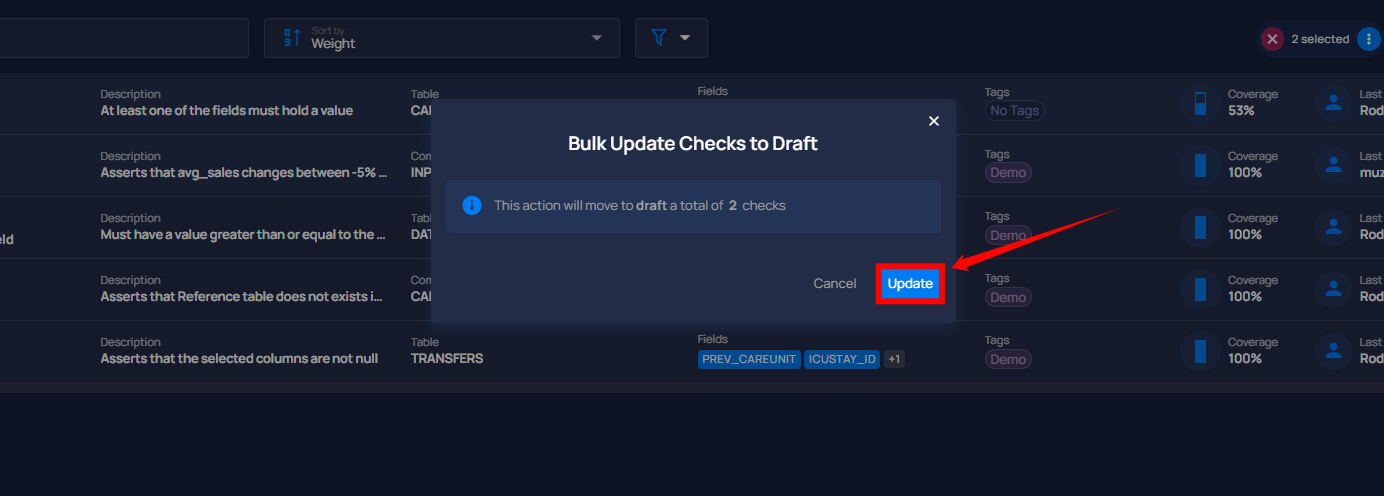 Sort by
Weight
2 selected
Description
At least one of the fields must hold a value
Table
CAI
Fields
Tags
No Tags
Coverage
53%
Last
Rod
Description
Asserts that avg_sales changes between -5% ...
Com
INP
Tags
Demo
Coverage
100%
Last
muz
eld
Description
Must have a value greater than or equal to the ...
Table
DAT
Tags
Demo
Coverage
100%
Last
Rod
Description
Asserts that Reference table does not exists i...
Com
CAI
Tags
Demo
Coverage
100%
Last
Rod
Description
Asserts that the selected columns are not null
Table
TRANSFERS
Fields
PREV_CAREUNIT ICUSTAY_ID +1
Tags
Demo
Coverage
100%
Last
Rod
Bulk Update Checks to Draft
This action will move to draft a total of 2 checks
Cancel
Update